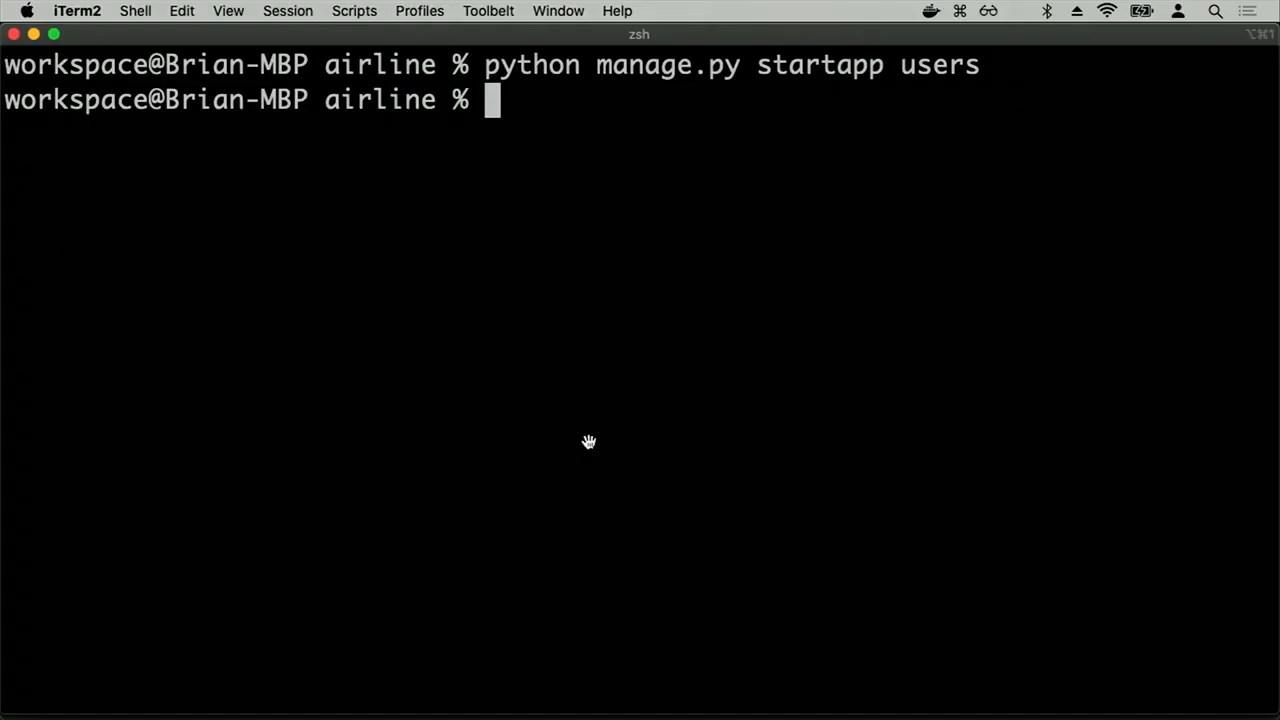 iTerm2 Shell Edit View Session Scripts Profiles Toolbelt Window Help
zsh ⌥⌘1
workspace@Brian-MBP airline % python manage.py startapp users
workspace@Brian-MBP airline %